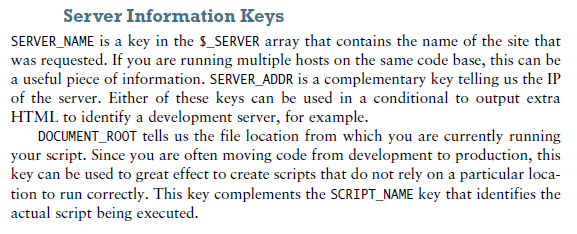 Server Information Keys
SERVER_NAME is a key in the $_SERVER array that contains the name of the site that
was requested. If you are running multiple hosts on the same code base, this can be
a useful piece of information. SERVER_ADDR is a complementary key telling us the IP
of the server. Either of these keys can be used in a conditional to output extra
HTML to identify a development server, for example.
DOCUMENT_ROOT tells us the file location from which you are currently running
your script. Since you are often moving code from development to production, this
key can be used to great effect to create scripts that do not rely on a particular loca-
tion to run correctly. This key complements the SCRIPT_NAME key that identifies the
actual script being executed.